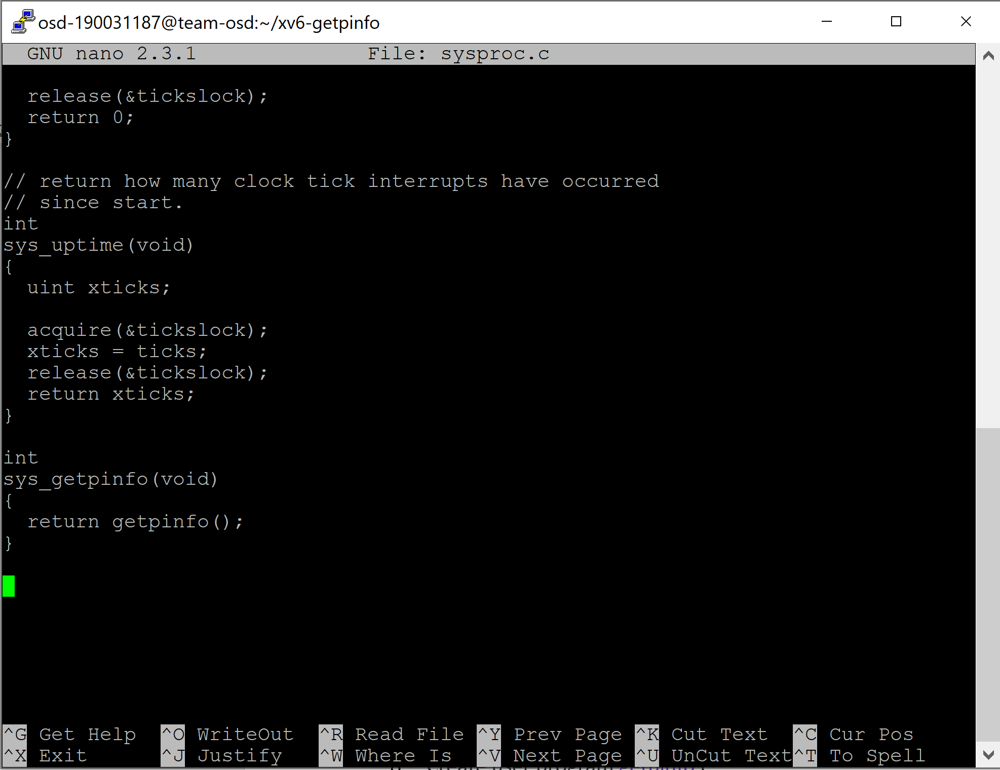 osd-190031187@team-osd:~/xv6-getpinfo
GNU nano 2.3.1 File: sysproc.c
release(&tickslock);
return 0;
}
// return how many clock tick interrupts have occurred
// since start.
int
sys_uptime(void)
{
uint xticks;
acquire(&tickslock);
xticks = ticks;
release(&tickslock);
return xticks;
}
int
sys_getpinfo(void)
{
return getpinfo();
}
^G Get Help ^O WriteOut ^R Read File ^Y Prev Page ^K Cut Text ^C Cur Pos
^X Exit ^J Justify ^W Where Is ^V Next Page ^U UnCut Text ^T To Spell